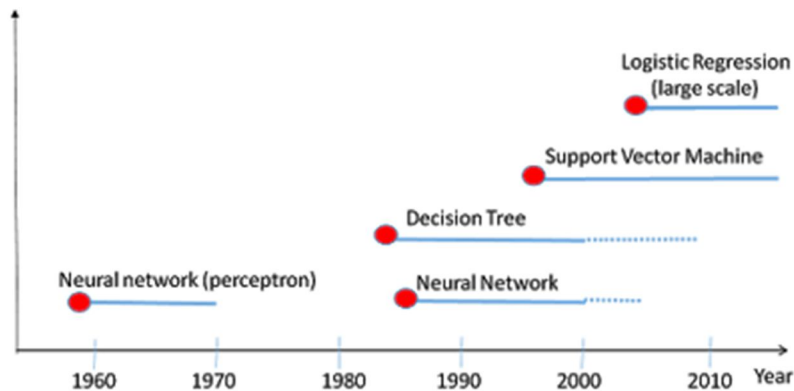 Logistic Regression
(large scale)
Support Vector Machine
Decision Tree
Neural network (perceptron)
Neural Network
1960 1970 1980 1990 2000 2010 Year